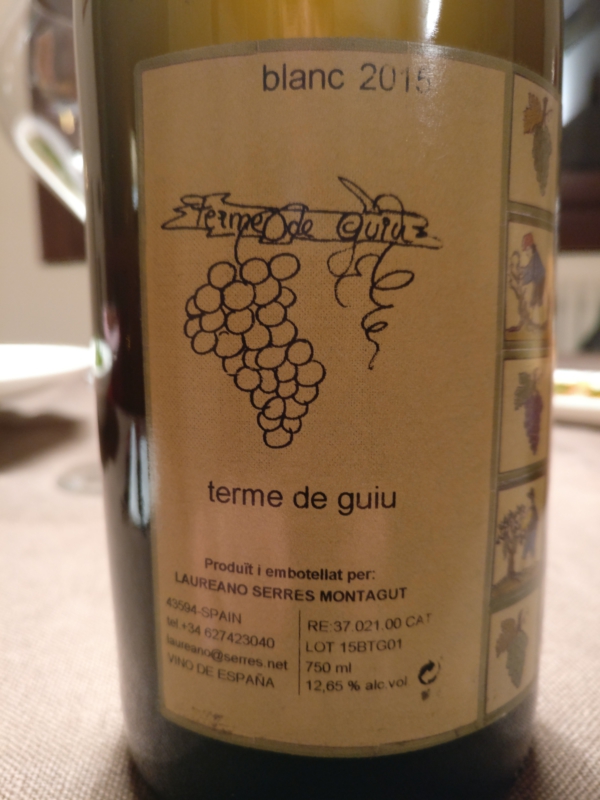 blanc 2015
terme de guiu
terme de guiu
Produït i embotellat per:
LAUREANO SERRES MONTAGUT
43594-SPAIN
tel.+34 627423040
laureano@serres.net
VINO DE ESPAÑA
RE:37.021.00 CAT
LOT 15BTG01
750 ml
12,65 % alc.vol